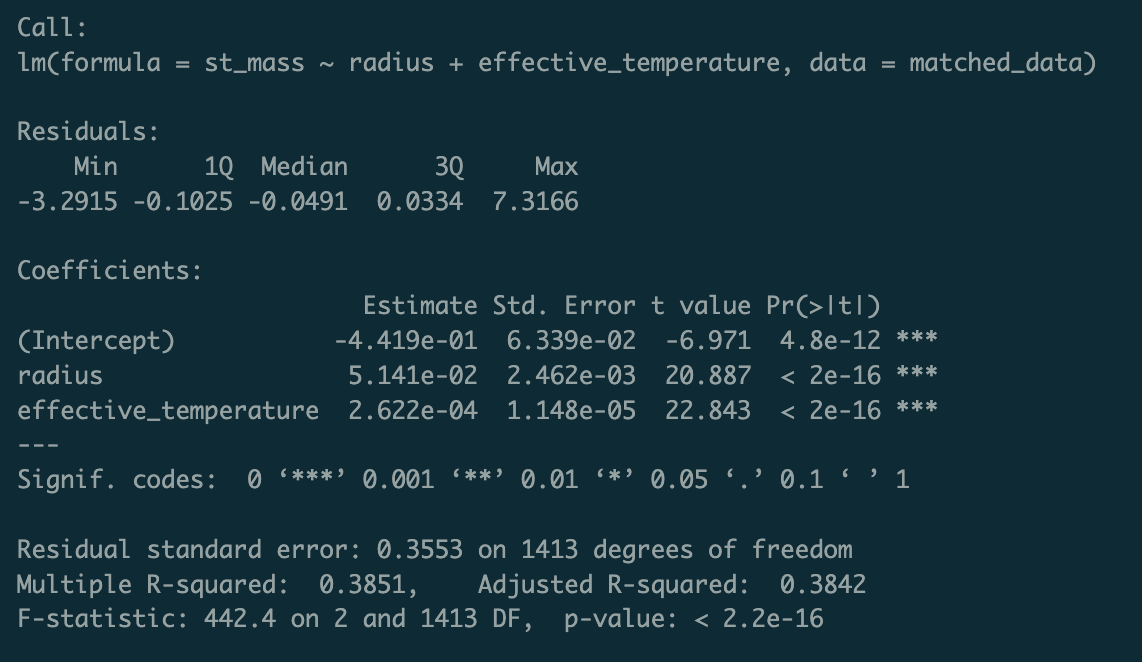 Call:
lm(formula = st_mass ~ radius + effective_temperature, data = matched_data)
Residuals:
    Min      1Q  Median      3Q     Max
-3.2915 -0.1025 -0.0491  0.0334  7.3166
Coefficients:
                        Estimate Std. Error t value Pr(>|t|)
(Intercept)           -4.419e-01  6.339e-02  -6.971  4.8e-12 ***
radius                 5.141e-02  2.462e-03  20.887  < 2e-16 ***
effective_temperature  2.622e-04  1.148e-05  22.843  < 2e-16 ***
---
Signif. codes:  0 ‘***’ 0.001 ‘**’ 0.01 ‘*’ 0.05 ‘.’ 0.1 ‘ ’ 1
Residual standard error: 0.3553 on 1413 degrees of freedom
Multiple R-squared:  0.3851,	Adjusted R-squared:  0.3842
F-statistic: 442.4 on 2 and 1413 DF,  p-value: < 2.2e-16